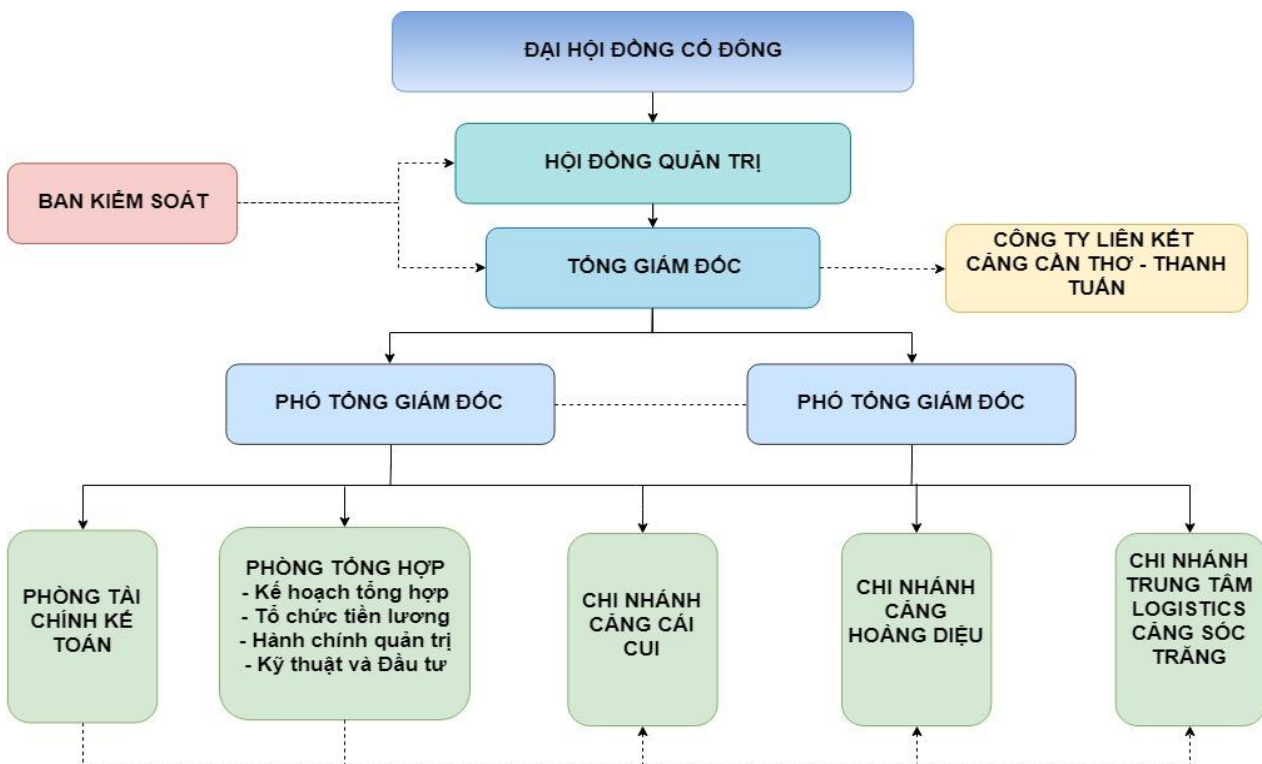 ĐẠI HỘI ĐỒNG CỔ ĐÔNG
HỘI ĐỒNG QUẢN TRỊ
BAN KIỂM SOÁT
TỔNG GIÁM ĐỐC
CÔNG TY LIÊN KẾT
CẢNG CẦN THƠ - THANH
TUẤN
PHÓ TỔNG GIÁM ĐỐC
PHÓ TỔNG GIÁM ĐỐC
PHÒNG TÀI
CHÍNH KẾ
TOÁN
PHÒNG TỔNG HỢP
- Kế hoạch tổng hợp
- Tổ chức tiền lương
- Hành chính quản trị
- Kỹ thuật và Đầu tư
CHI NHÁNH
CẢNG CÁI
CUI
CHI NHÁNH
CẢNG
HOÀNG DIỆU
CHI NHÁNH
TRUNG TÂM
LOGISTICS
CẢNG SÓC
TRĂNG